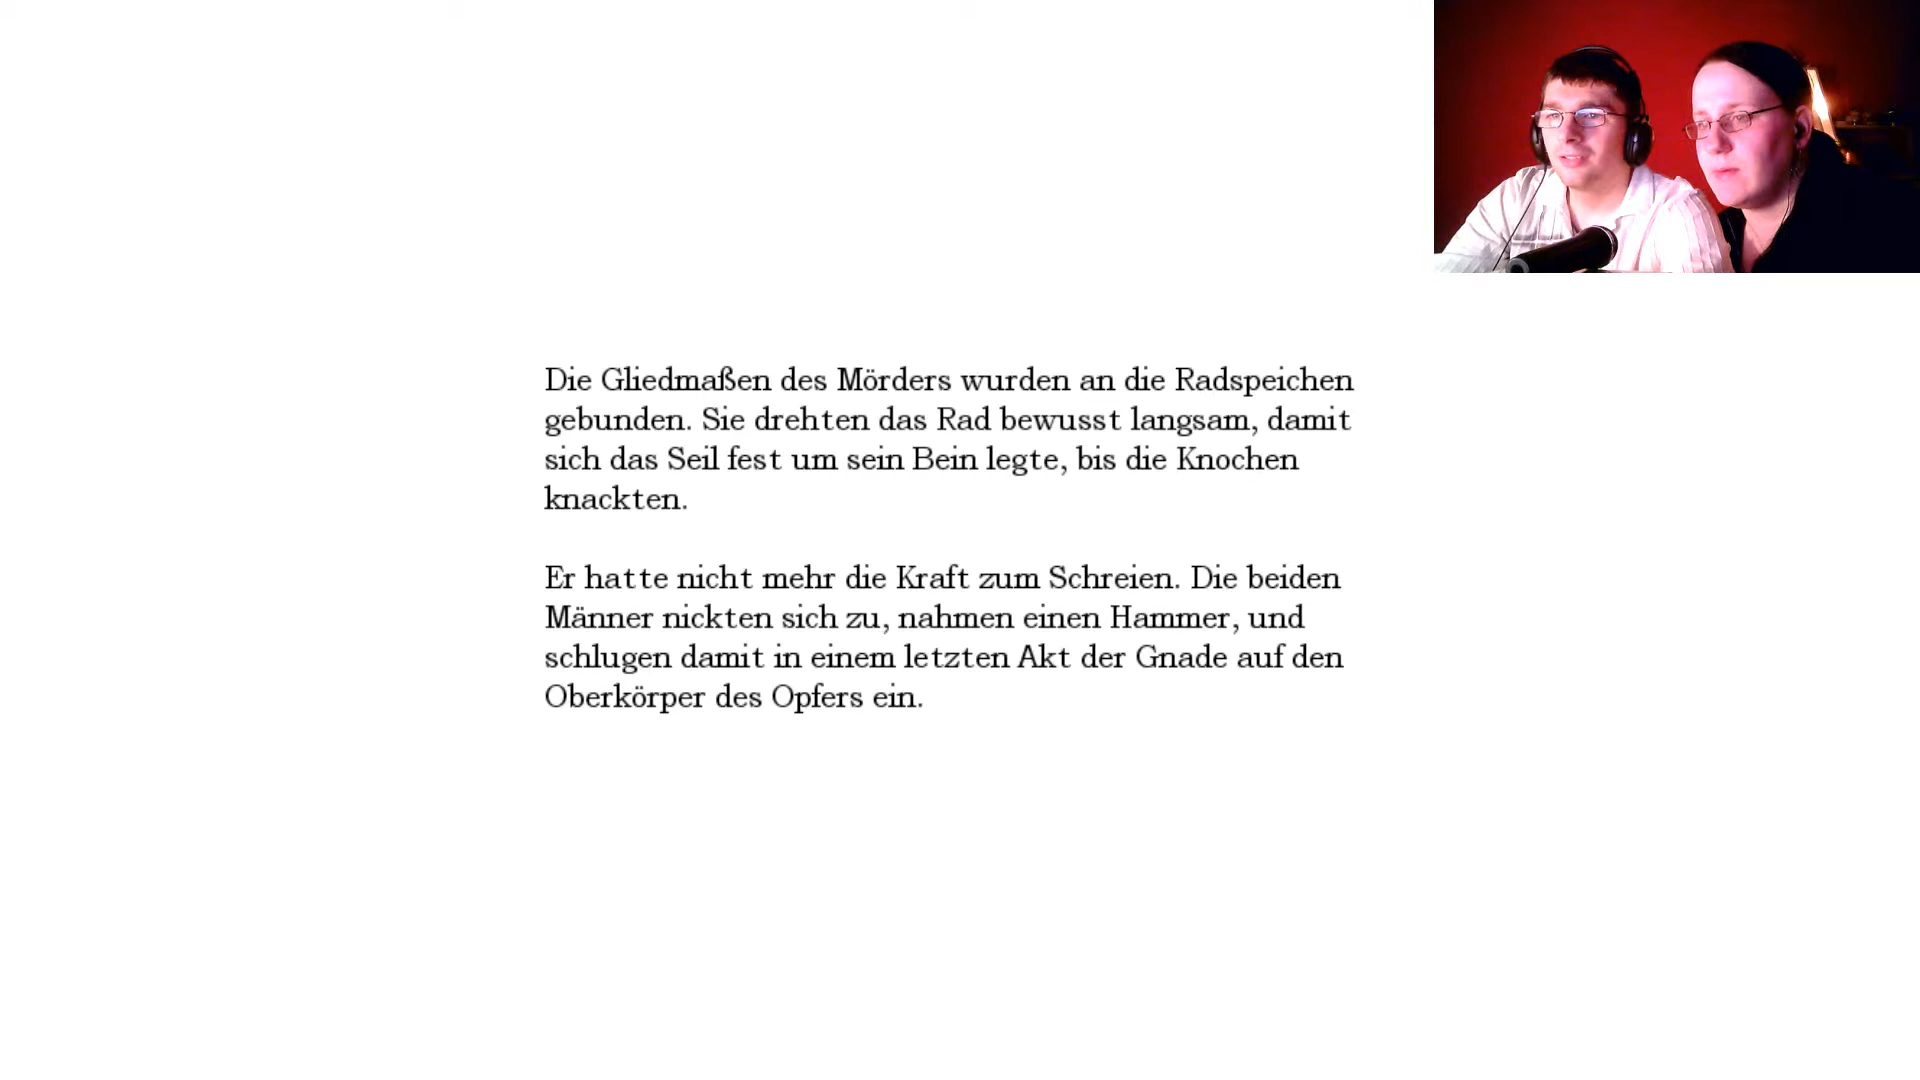 Die Gliedmaßen des Mörders wurden an die Radspeichen
gebunden. Sie drehten das Rad bewusst langsam, damit
sich das Seil fest um sein Bein legte, bis die Knochen
knackten.
Er hatte nicht mehr die Kraft zum Schreien. Die beiden
Männer nickten sich zu, nahmen einen Hammer, und
schlugen damit in einem letzten Akt der Gnade auf den
Oberkörper des Opfers ein.